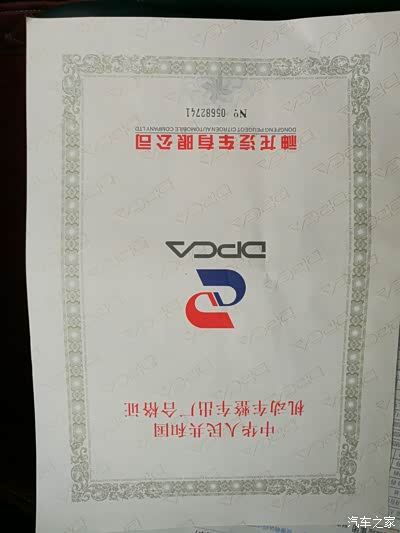 中华人民共和国
机动车整车出厂合格证
DPCA
神龙汽车有限公司
DONGFENG PEUGEOT CITROEN AUTOMOBILE COMPANY LTD
№ 05682741
汽车之家